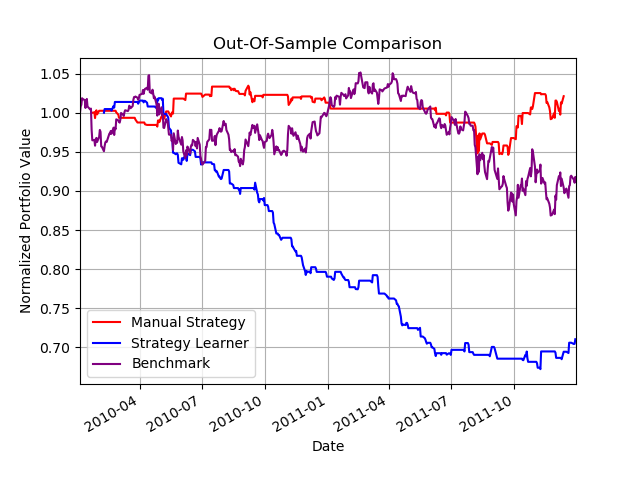 Out-Of-Sample Comparison
Normalized Portfolio Value
1.05
1.00
0.95
0.90
0.85
0.80
0.75
0.70
Manual Strategy
Strategy Learner
Benchmark
2010-04
2010-07
2010-10
2011-01
2011-04
2011-07
2011-10
Date